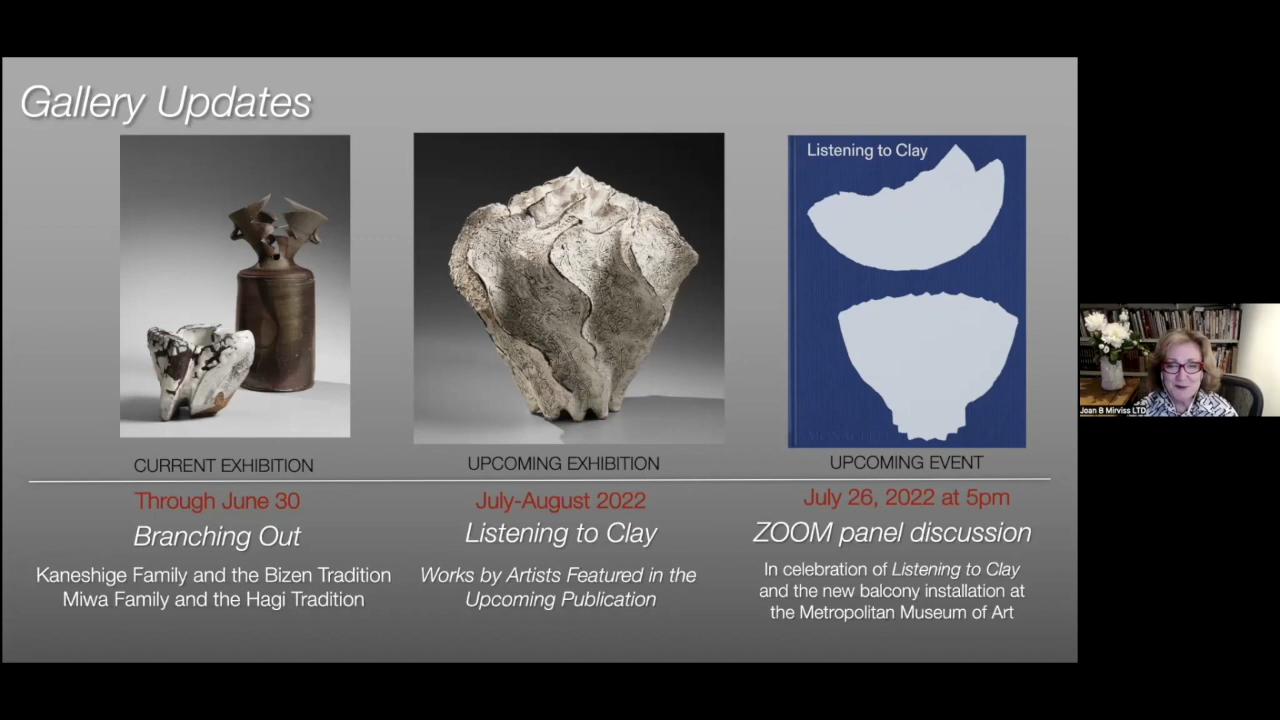 Gallery Updates
Listening to Clay
CURRENT EXHIBITION
Through June 30
Branching Out
Kaneshige Family and the Bizen Tradition
Miwa Family and the Hagi Tradition
UPCOMING EXHIBITION
July-August 2022
Listening to Clay
Works by Artists Featured in the
Upcoming Publication
UPCOMING EVENT
July 26, 2022 at 5pm
ZOOM panel discussion
In celebration of Listening to Clay
and the new balcony installation at
the Metropolitan Museum of Art
Joan B Mirviss LTD